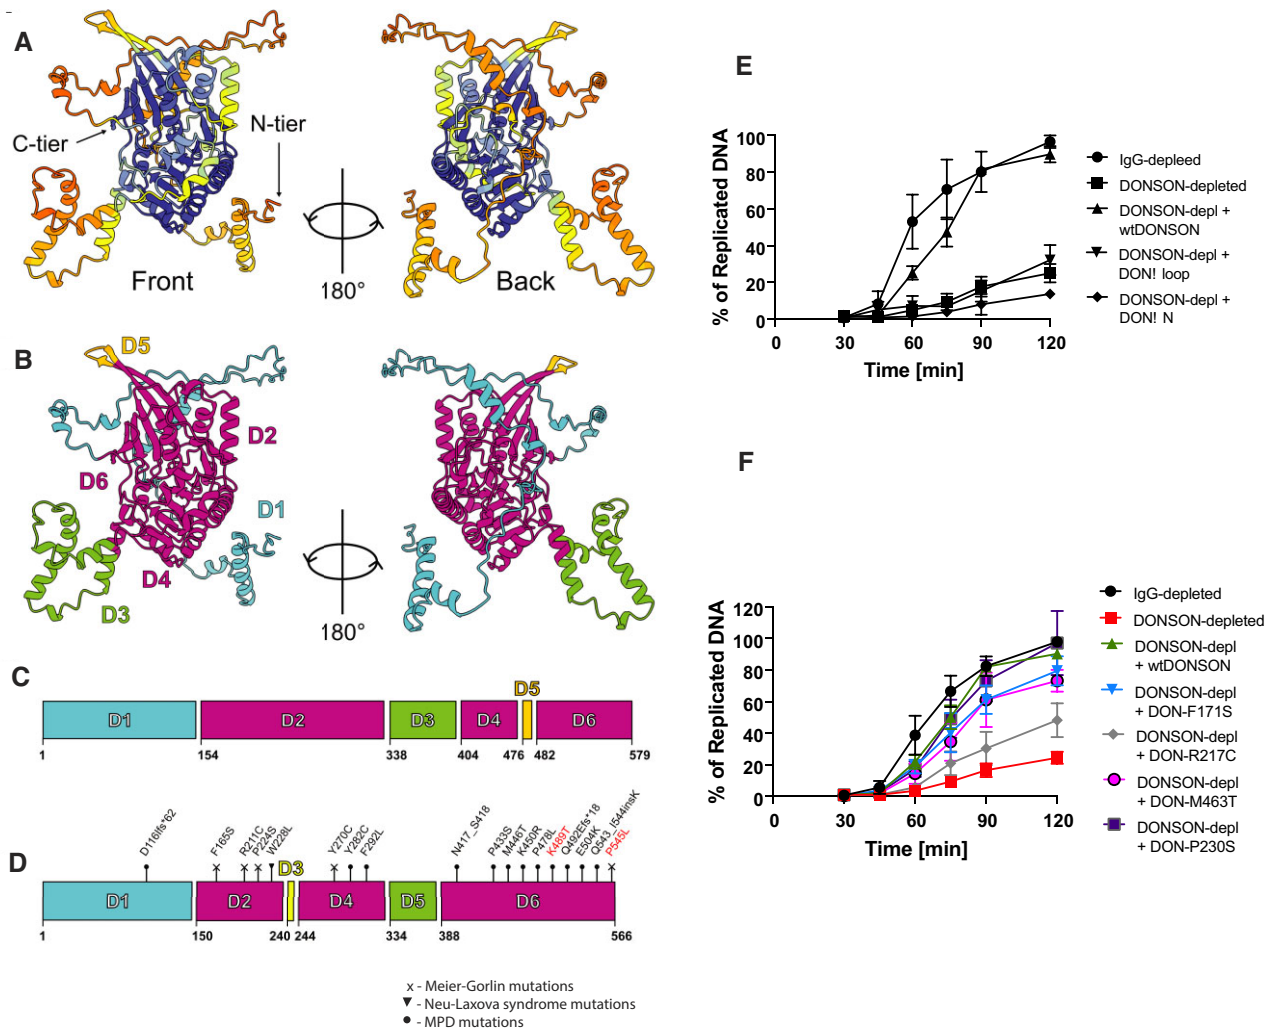 A
C-tier
N-tier
Front
Back
180°
B
D5
D2
D6
D1
D4
D3
180°
C
D5
D1
D2
D3
D4
D6
1
154
338
404
476
482
579
D
D116Ifs*62
F165S
R211C
P224S
W228L
Y270C
Y282C
F292L
N417_S418
P433S
M446T
K450R
P478L
K489T
Q492Efs*18
E504K
Q543_I544insK
P545L
D3
D1
D2
D4
D5
D6
1
150
240
244
334
388
566
x - Meier-Gorlin mutations
▼ - Neu-Laxova syndrome mutations
● - MPD mutations
E
% of Replicated DNA
100
80
60
40
20
0
0
30
60
90
120
Time [min]
IgG-depleed
DONSON-depleted
DONSON-depl +
wtDONSON
DONSON-depl +
DON! loop
DONSON-depl +
DON! N
F
% of Replicated DNA
120
100
80
60
40
20
0
0
30
60
90
120
Time [min]
IgG-depleted
DONSON-depleted
DONSON-depl
+ wtDONSON
DONSON-depl
+ DON-F171S
DONSON-depl
+ DON-R217C
DONSON-depl
+ DON-M463T
DONSON-depl
+ DON-P230S